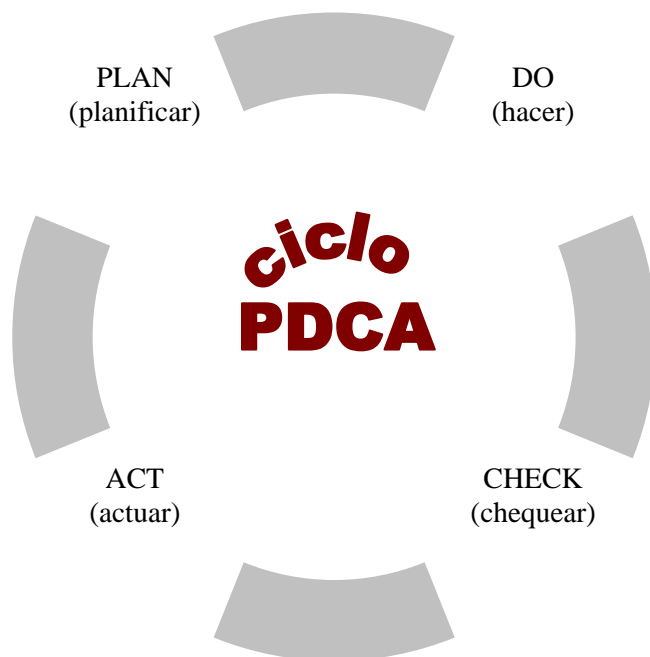 PLAN
(planificar)
DO
(hacer)
ciclo
PDCA
ACT
(actuar)
CHECK
(chequear)